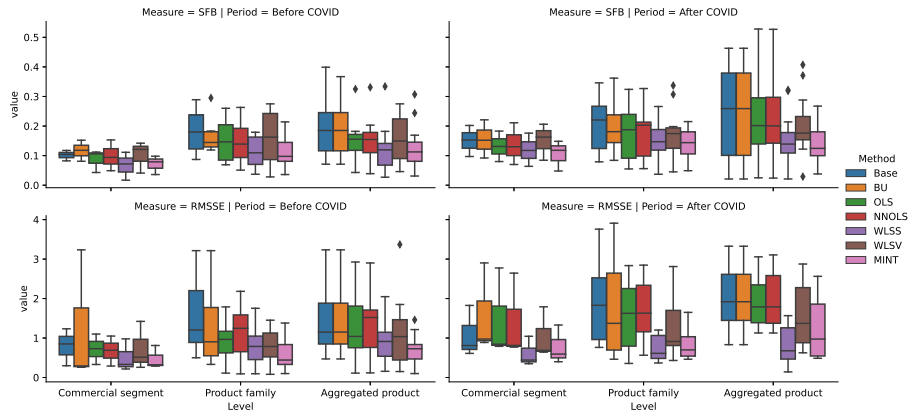 Measure = SFB | Period = Before COVID
Measure = SFB | Period = After COVID
value
0.5
0.4
0.3
0.2
0.1
0.0
Measure = RMSSE | Period = Before COVID
Measure = RMSSE | Period = After COVID
value
4
3
2
1
0
Commercial segment
Product family
Aggregated product
Level
Commercial segment
Product family
Aggregated product
Level
Method
Base
BU
OLS
NNOLS
WLSS
WLSV
MINT